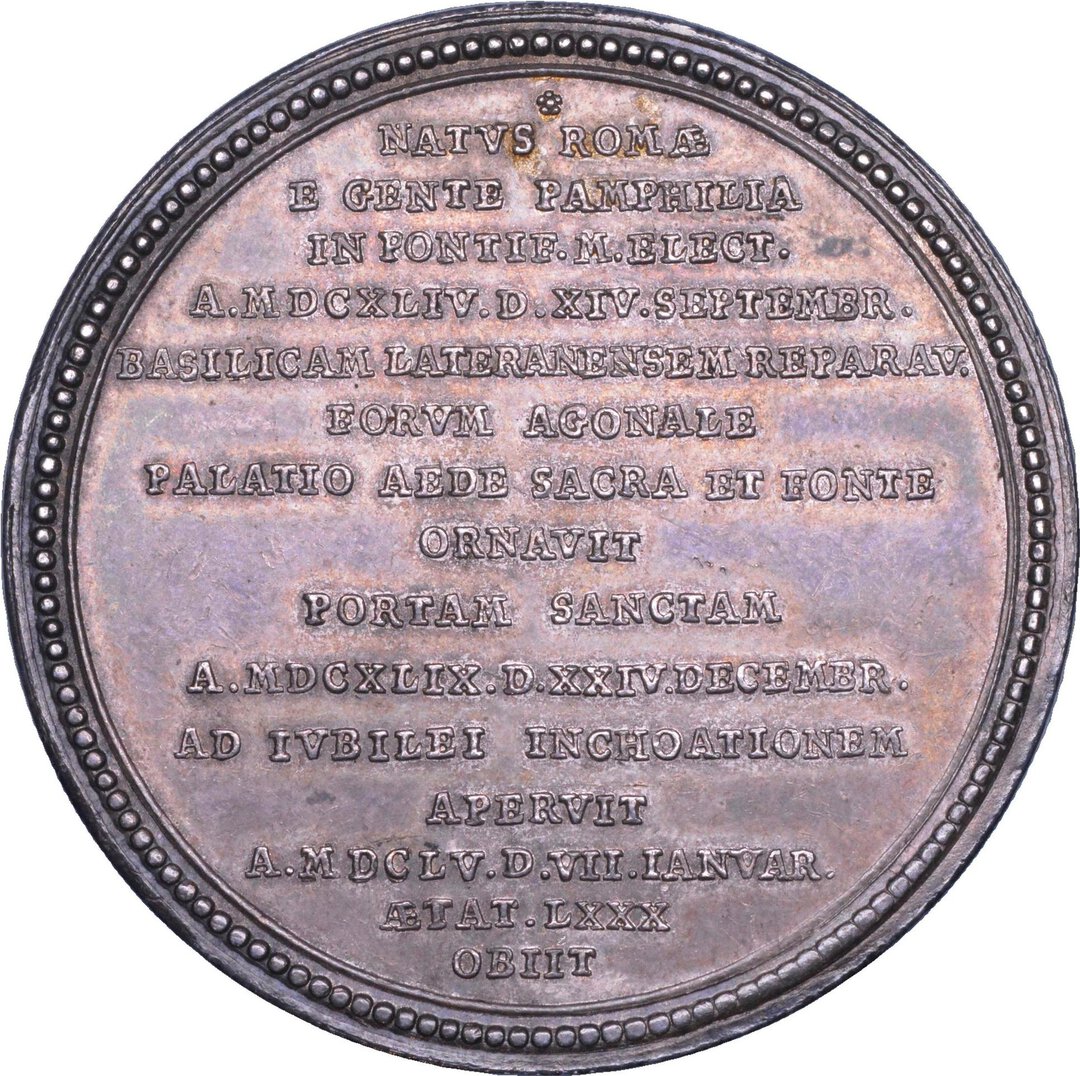 NATVS ROMÆ
E GENTE PAMPHILIA
IN PONTIF.M.ELECT.
A.MDCXLIV.D.XIV.SEPTEMBR.
BASILICAM LATERANENSEM REPARAV.
FORVM AGONALE
PALATIO AEDE SACRA ET FONTE
ORNAVIT
PORTAM SANCTAM
A.MDCXLIX.D.XXIV.DECEMBR.
AD IVBILEI INCHOATIONEM
APERVIT
A.MDCLV.D.VII.IANVAR.
ÆTAT.LXXX
OBIIT